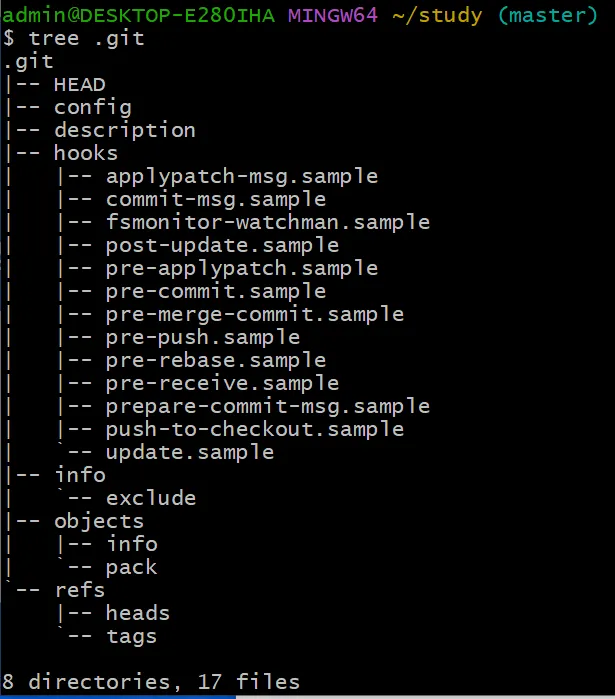 admin@DESKTOP-E280IHA MINGW64 ~/study (master)
$ tree .git
.git
|-- HEAD
|-- config
|-- description
|-- hooks
|   |-- applypatch-msg.sample
|   |-- commit-msg.sample
|   |-- fsmonitor-watchman.sample
|   |-- post-update.sample
|   |-- pre-applypatch.sample
|   |-- pre-commit.sample
|   |-- pre-merge-commit.sample
|   |-- pre-push.sample
|   |-- pre-rebase.sample
|   |-- pre-receive.sample
|   |-- prepare-commit-msg.sample
|   |-- push-to-checkout.sample
|   `-- update.sample
|-- info
|   `-- exclude
|-- objects
|   |-- info
|   `-- pack
`-- refs
    |-- heads
    `-- tags

8 directories, 17 files